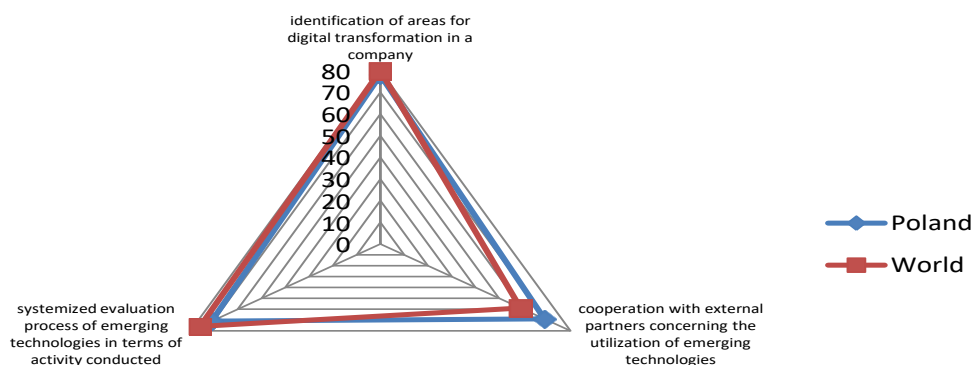 identification of areas for
digital transformation in a
company
80
70
60
50
40
30
20
10
0
Poland
World
systemized evaluation
process of emerging
technologies in terms of
activity conducted
cooperation with external
partners concerning the
utilization of emerging
technologies